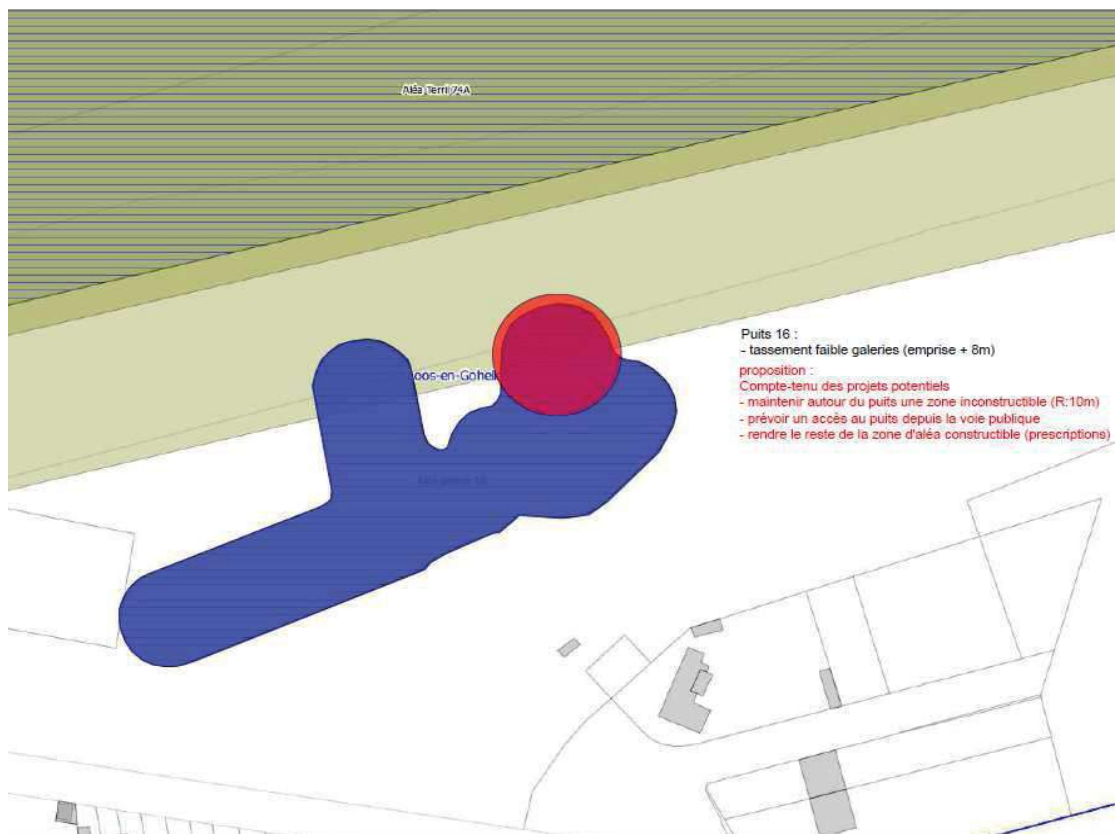 Aléa Terril 74A
Puits 16 :
- tassement faible galeries (emprise + 8m)
oos-en-Gohell
proposition :
Compte-tenu des projets potentiels
- maintenir autour du puits une zone inconstructible (R:10m)
- prévoir un accès au puits depuis la voie publique
- rendre le reste de la zone d'aléa constructible (prescriptions)